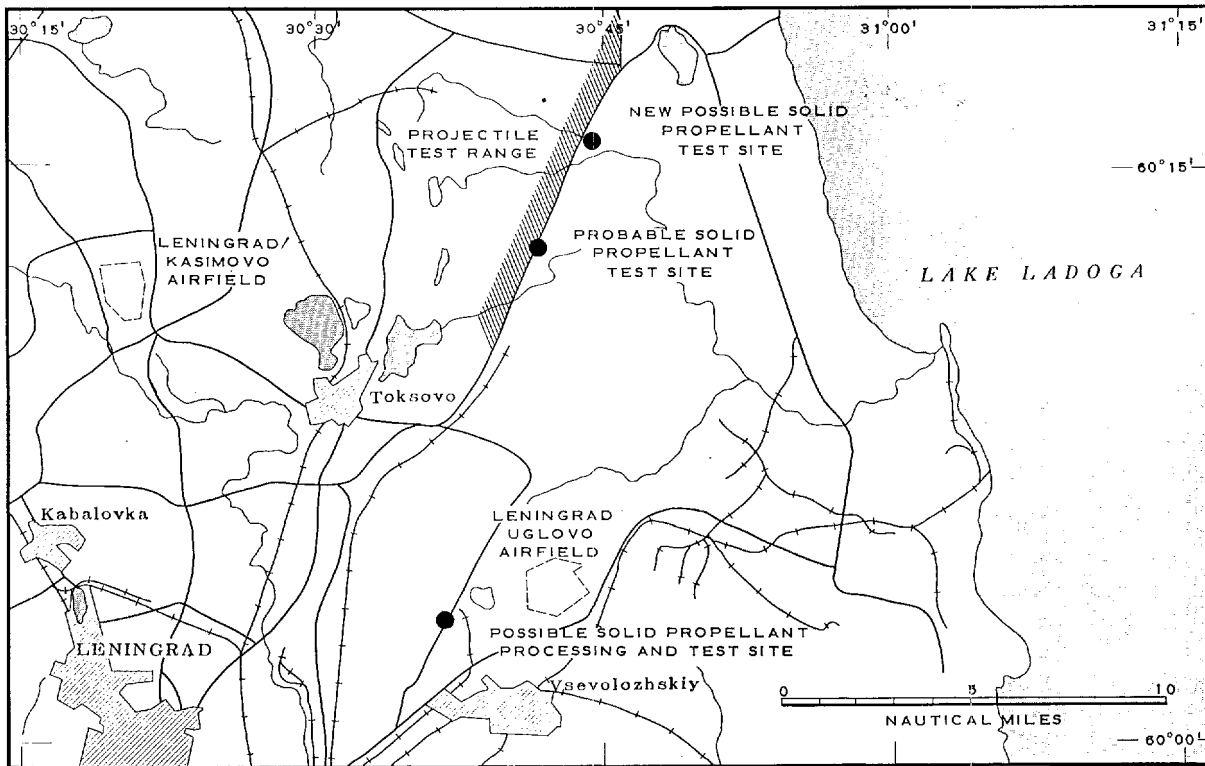 30°15'
30°30'
30°45'
31°00'
31°15'
NEW POSSIBLE SOLID
PROPELLANT
TEST SITE
PROJECTILE
TEST RANGE
60°15'
PROBABLE SOLID
PROPELLANT
TEST SITE
LENINGRAD/
KASIMOVO
AIRFIELD
LAKE LADOGA
Toksovo
Kabalovka
LENINGRAD
UGLOVO
AIRFIELD
POSSIBLE SOLID PROPELLANT
PROCESSING AND TEST SITE
LENINGRAD
Vsevolozhskiy
0 5 10
NAUTICAL MILES
60°00'